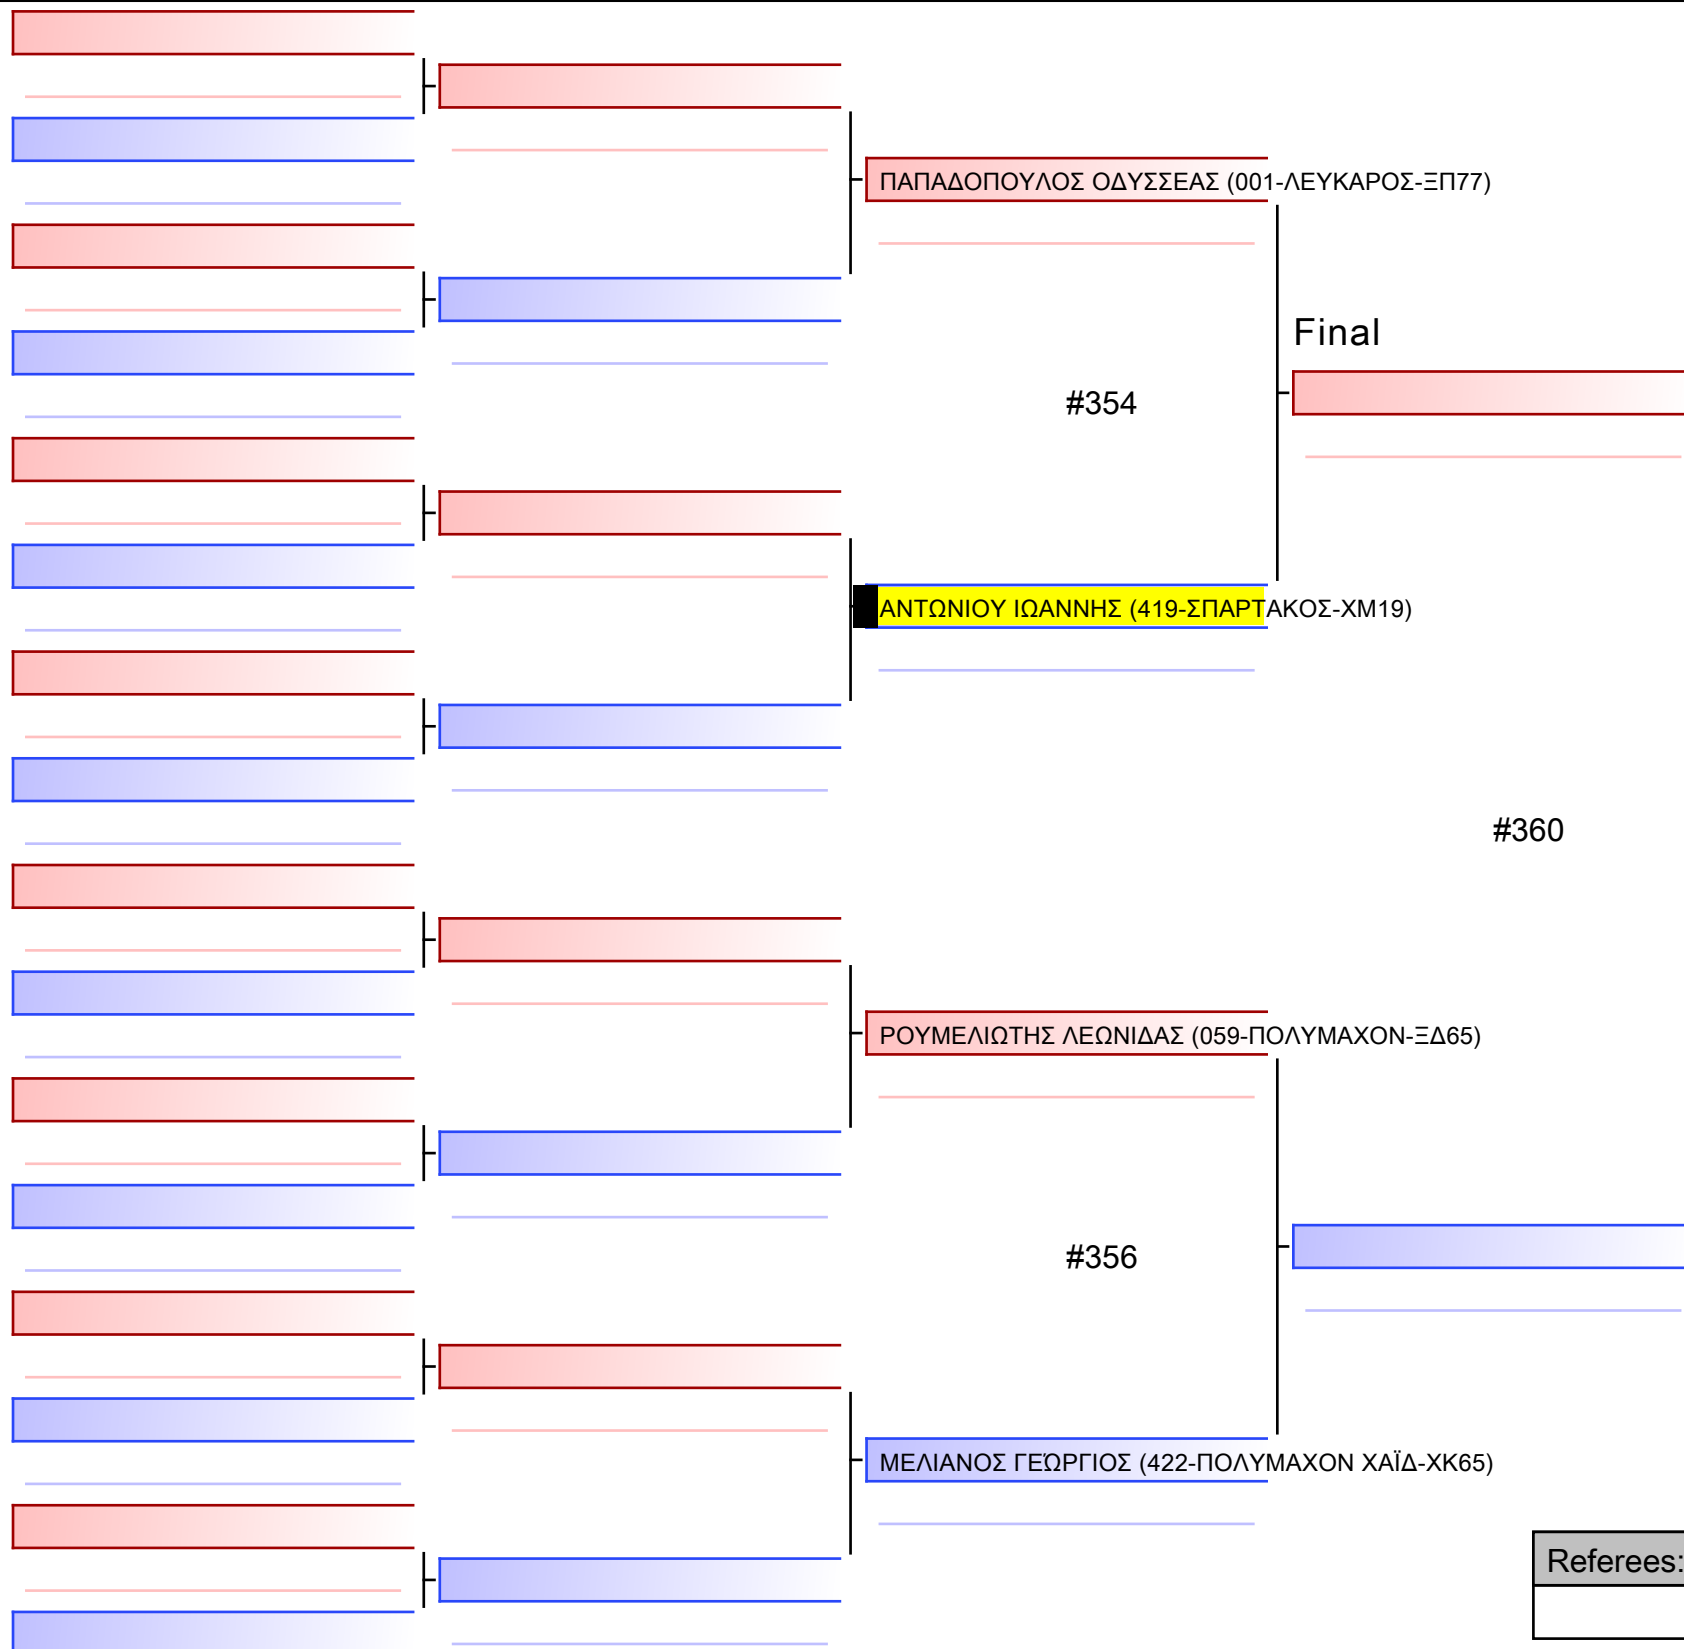 ΠΑΠΑΔΟΠΟΥΛΟΣ ΟΔΥΣΣΕΑΣ (001-ΛΕΥΚΑΡΟΣ-ΞΠ77)
Final
#354
ΑΝΤΩΝΙΟΥ ΙΩΑΝΝΗΣ (419-ΣΠΑΡΤΑΚΟΣ-ΧΜ19)
#360
ΡΟΥΜΕΛΙΩΤΗΣ ΛΕΩΝΙΔΑΣ (059-ΠΟΛΥΜΑΧΟΝ-ΞΔ65)
#356
ΜΕΛΙΑΝΟΣ ΓΕΏΡΓΙΟΣ (422-ΠΟΛΥΜΑΧΟΝ ΧΑΪΔ-ΧΚ65)
Referees: